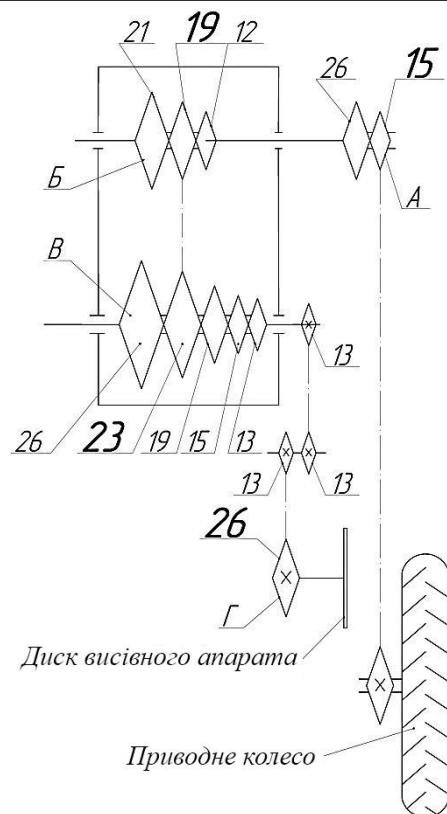 21 19 12
26 15
Б
А
В
13
26 23 19 15 13
13 13
26
Г
Диск висівного апарата
Приводне колесо